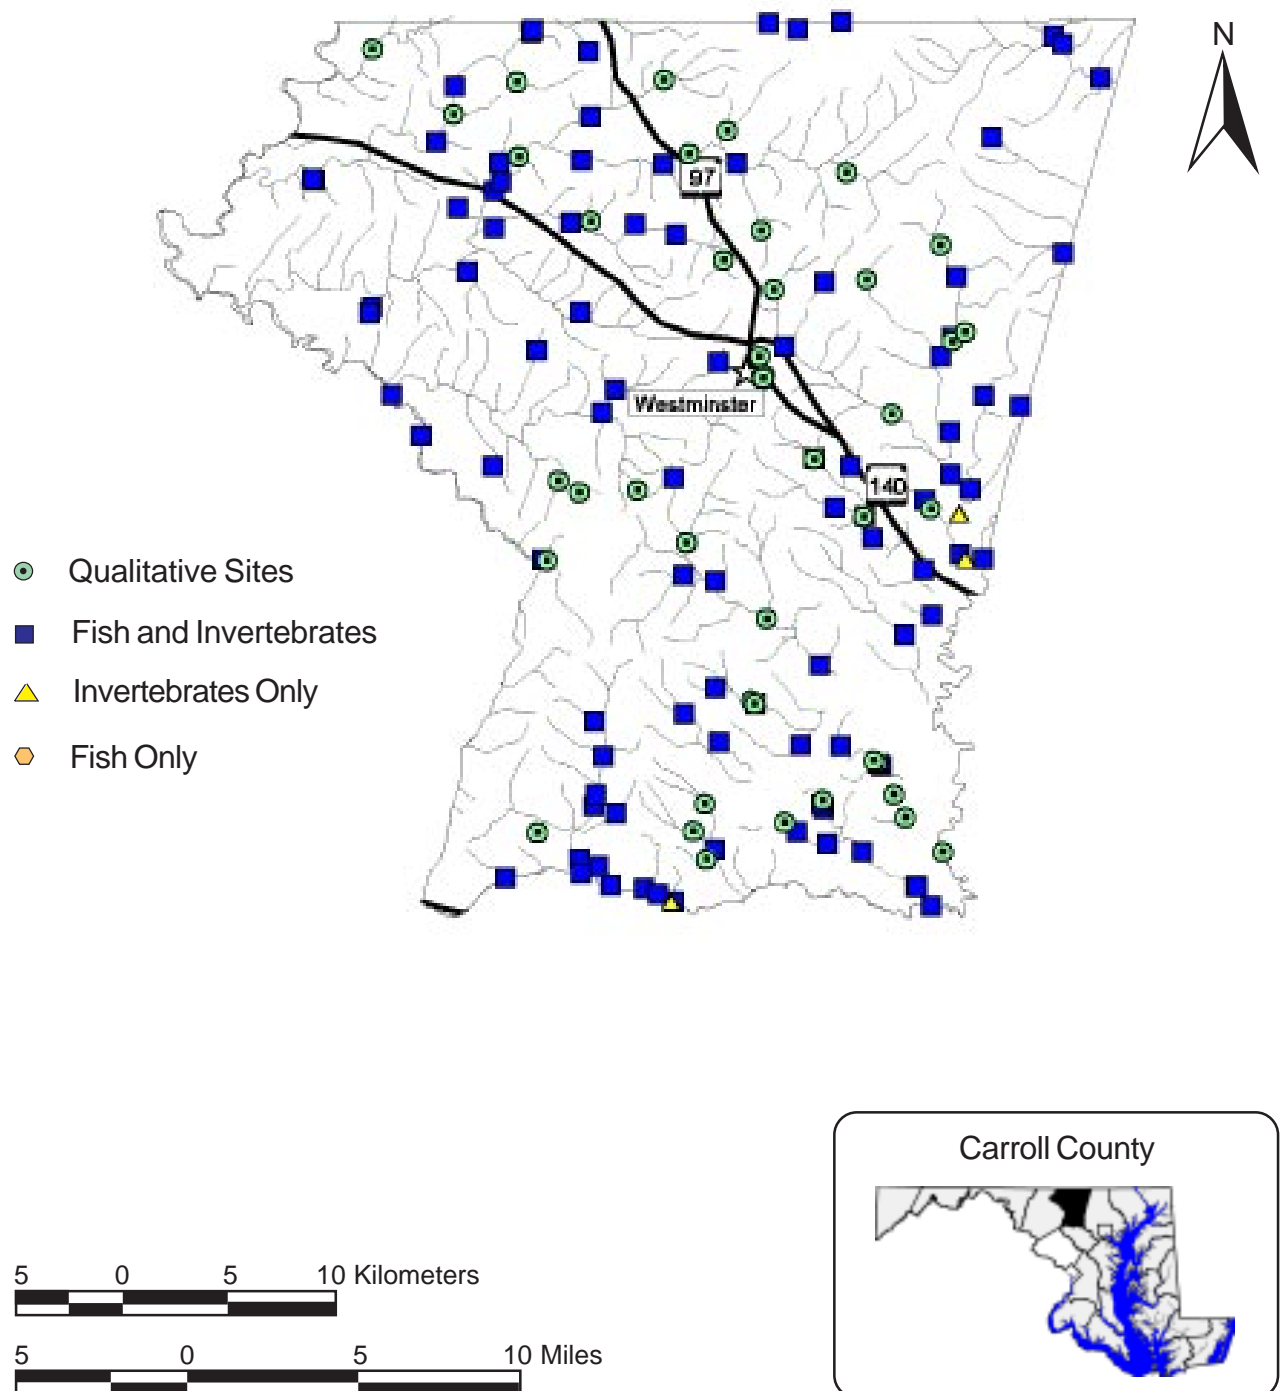 N
97
Westminster
140
Qualitative Sites
Fish and Invertebrates
Invertebrates Only
Fish Only
Carroll County
5 0 5 10 Kilometers
5 0 5 10 Miles